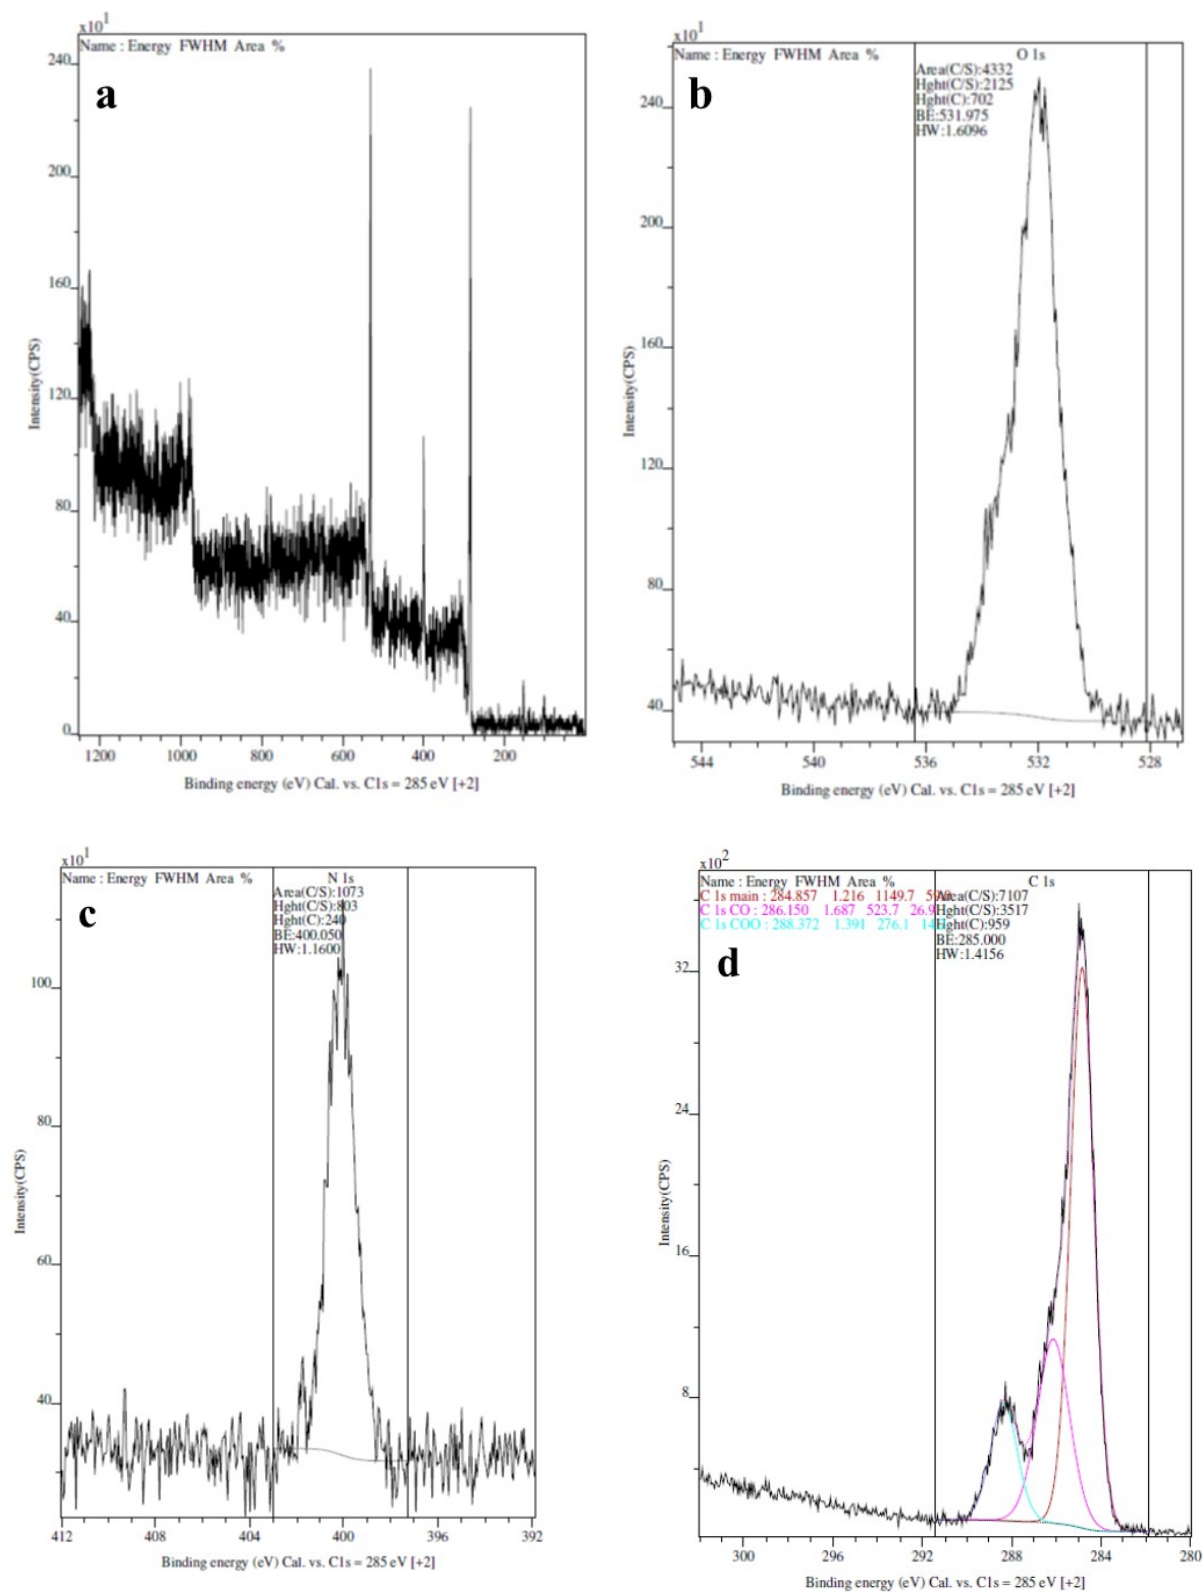 x10¹
Name : Energy FWHM Area %
a
240
200
160
120
80
40
0
Intensity(CPS)
1200 1000 800 600 400 200
Binding energy (eV) Cal. vs. C1s = 285 eV [+2]
x10¹
Name : Energy FWHM Area %
O 1s
Area(C/S):4332
Hght(C/S):2125
Hght(C):702
BE:531.975
HW:1.6096
b
240
200
160
120
80
40
Intensity(CPS)
544 540 536 532 528
Binding energy (eV) Cal. vs. C1s = 285 eV [+2]
x10¹
Name : Energy FWHM Area %
N 1s
Area(C/S):1073
Hght(C/S):803
Hght(C):240
BE:400.050
HW:1.1600
c
100
80
60
40
Intensity(CPS)
412 408 404 400 396 392
Binding energy (eV) Cal. vs. C1s = 285 eV [+2]
x10²
Name : Energy FWHM Area %
C 1s
C 1s main : 284.857 1.216 1149.7
C 1s CO : 286.150 1.687 523.7 26.9
C 1s COO : 288.372 1.391 276.1
Area(C/S):7107
Hght(C/S):3517
Hght(C):959
BE:285.000
HW:1.4156
d
32
24
16
8
Intensity(CPS)
300 296 292 288 284 280
Binding energy (eV) Cal. vs. C1s = 285 eV [+2]